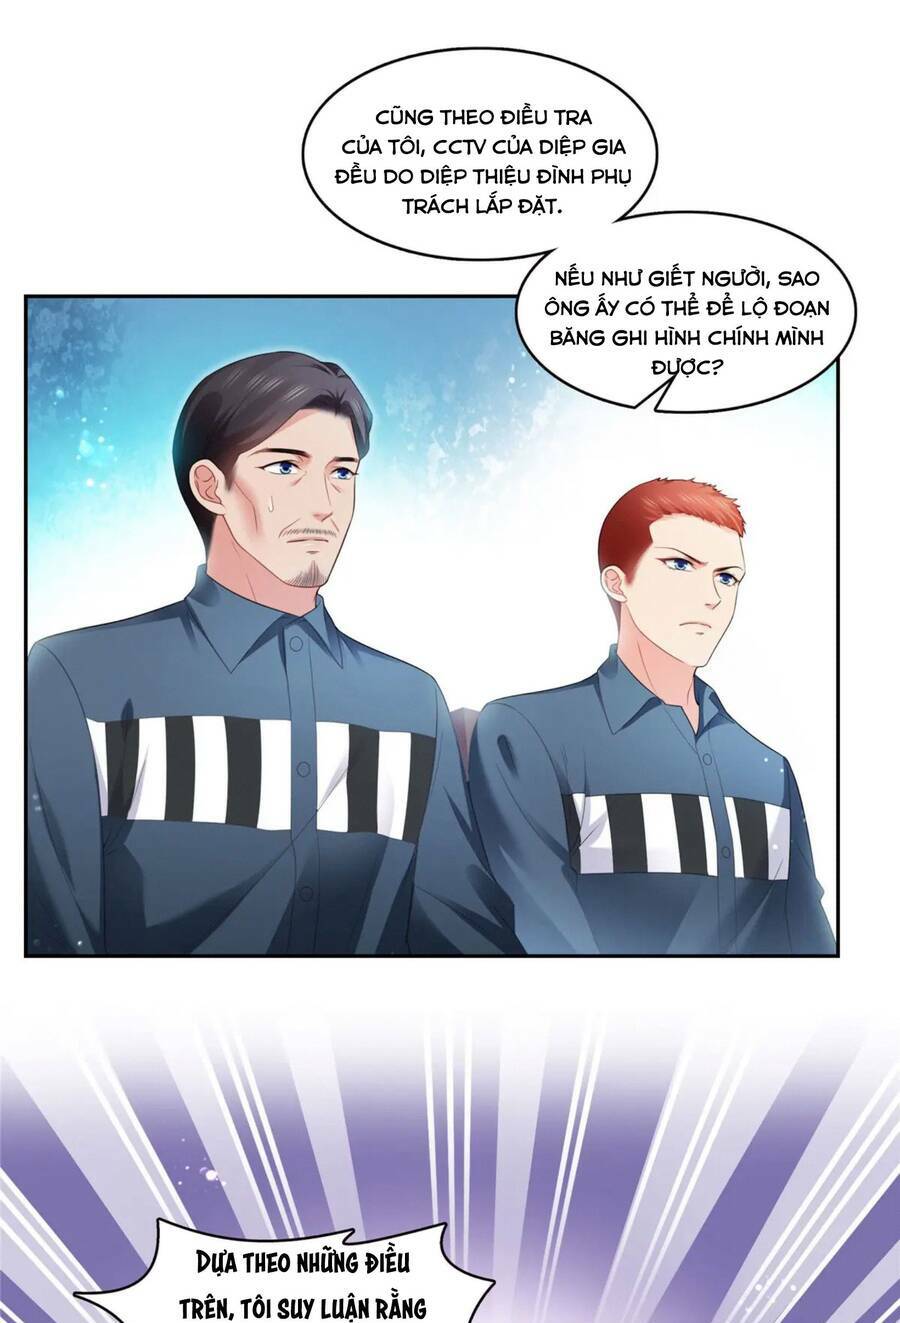 CŨNG THEO ĐIỀU TRA
CỦA TÔI, CCTV CỦA DIỆP GIA
ĐỀU DO DIỆP THIỆU ĐÌNH PHỤ
TRÁCH LẮP ĐẶT.
NẾU NHƯ GIẾT NGƯỜI, SAO
ÔNG ẤY CÓ THỂ ĐỂ LỘ ĐOẠN
BĂNG GHI HÌNH CHÍNH MÌNH
ĐƯỢC?
DỰA THEO NHỮNG ĐIỀU
TRÊN, TÔI SUY LUẬN RẰNG